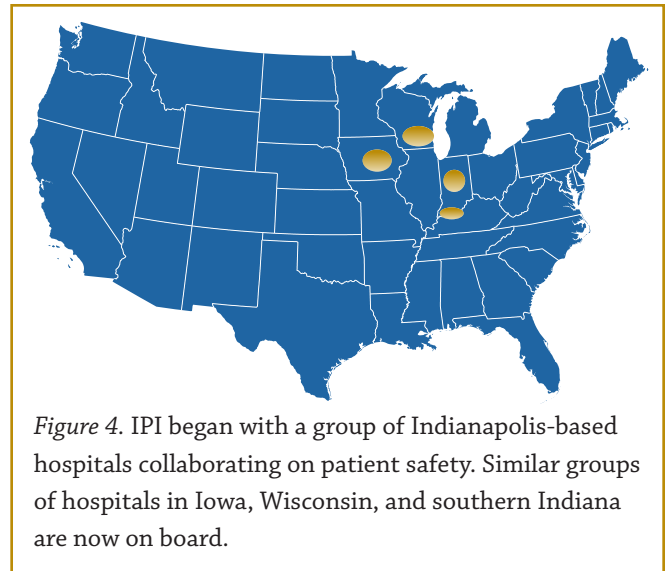 Figure 4. IPI began with a group of Indianapolis-based
hospitals collaborating on patient safety. Similar groups
of hospitals in Iowa, Wisconsin, and southern Indiana
are now on board.